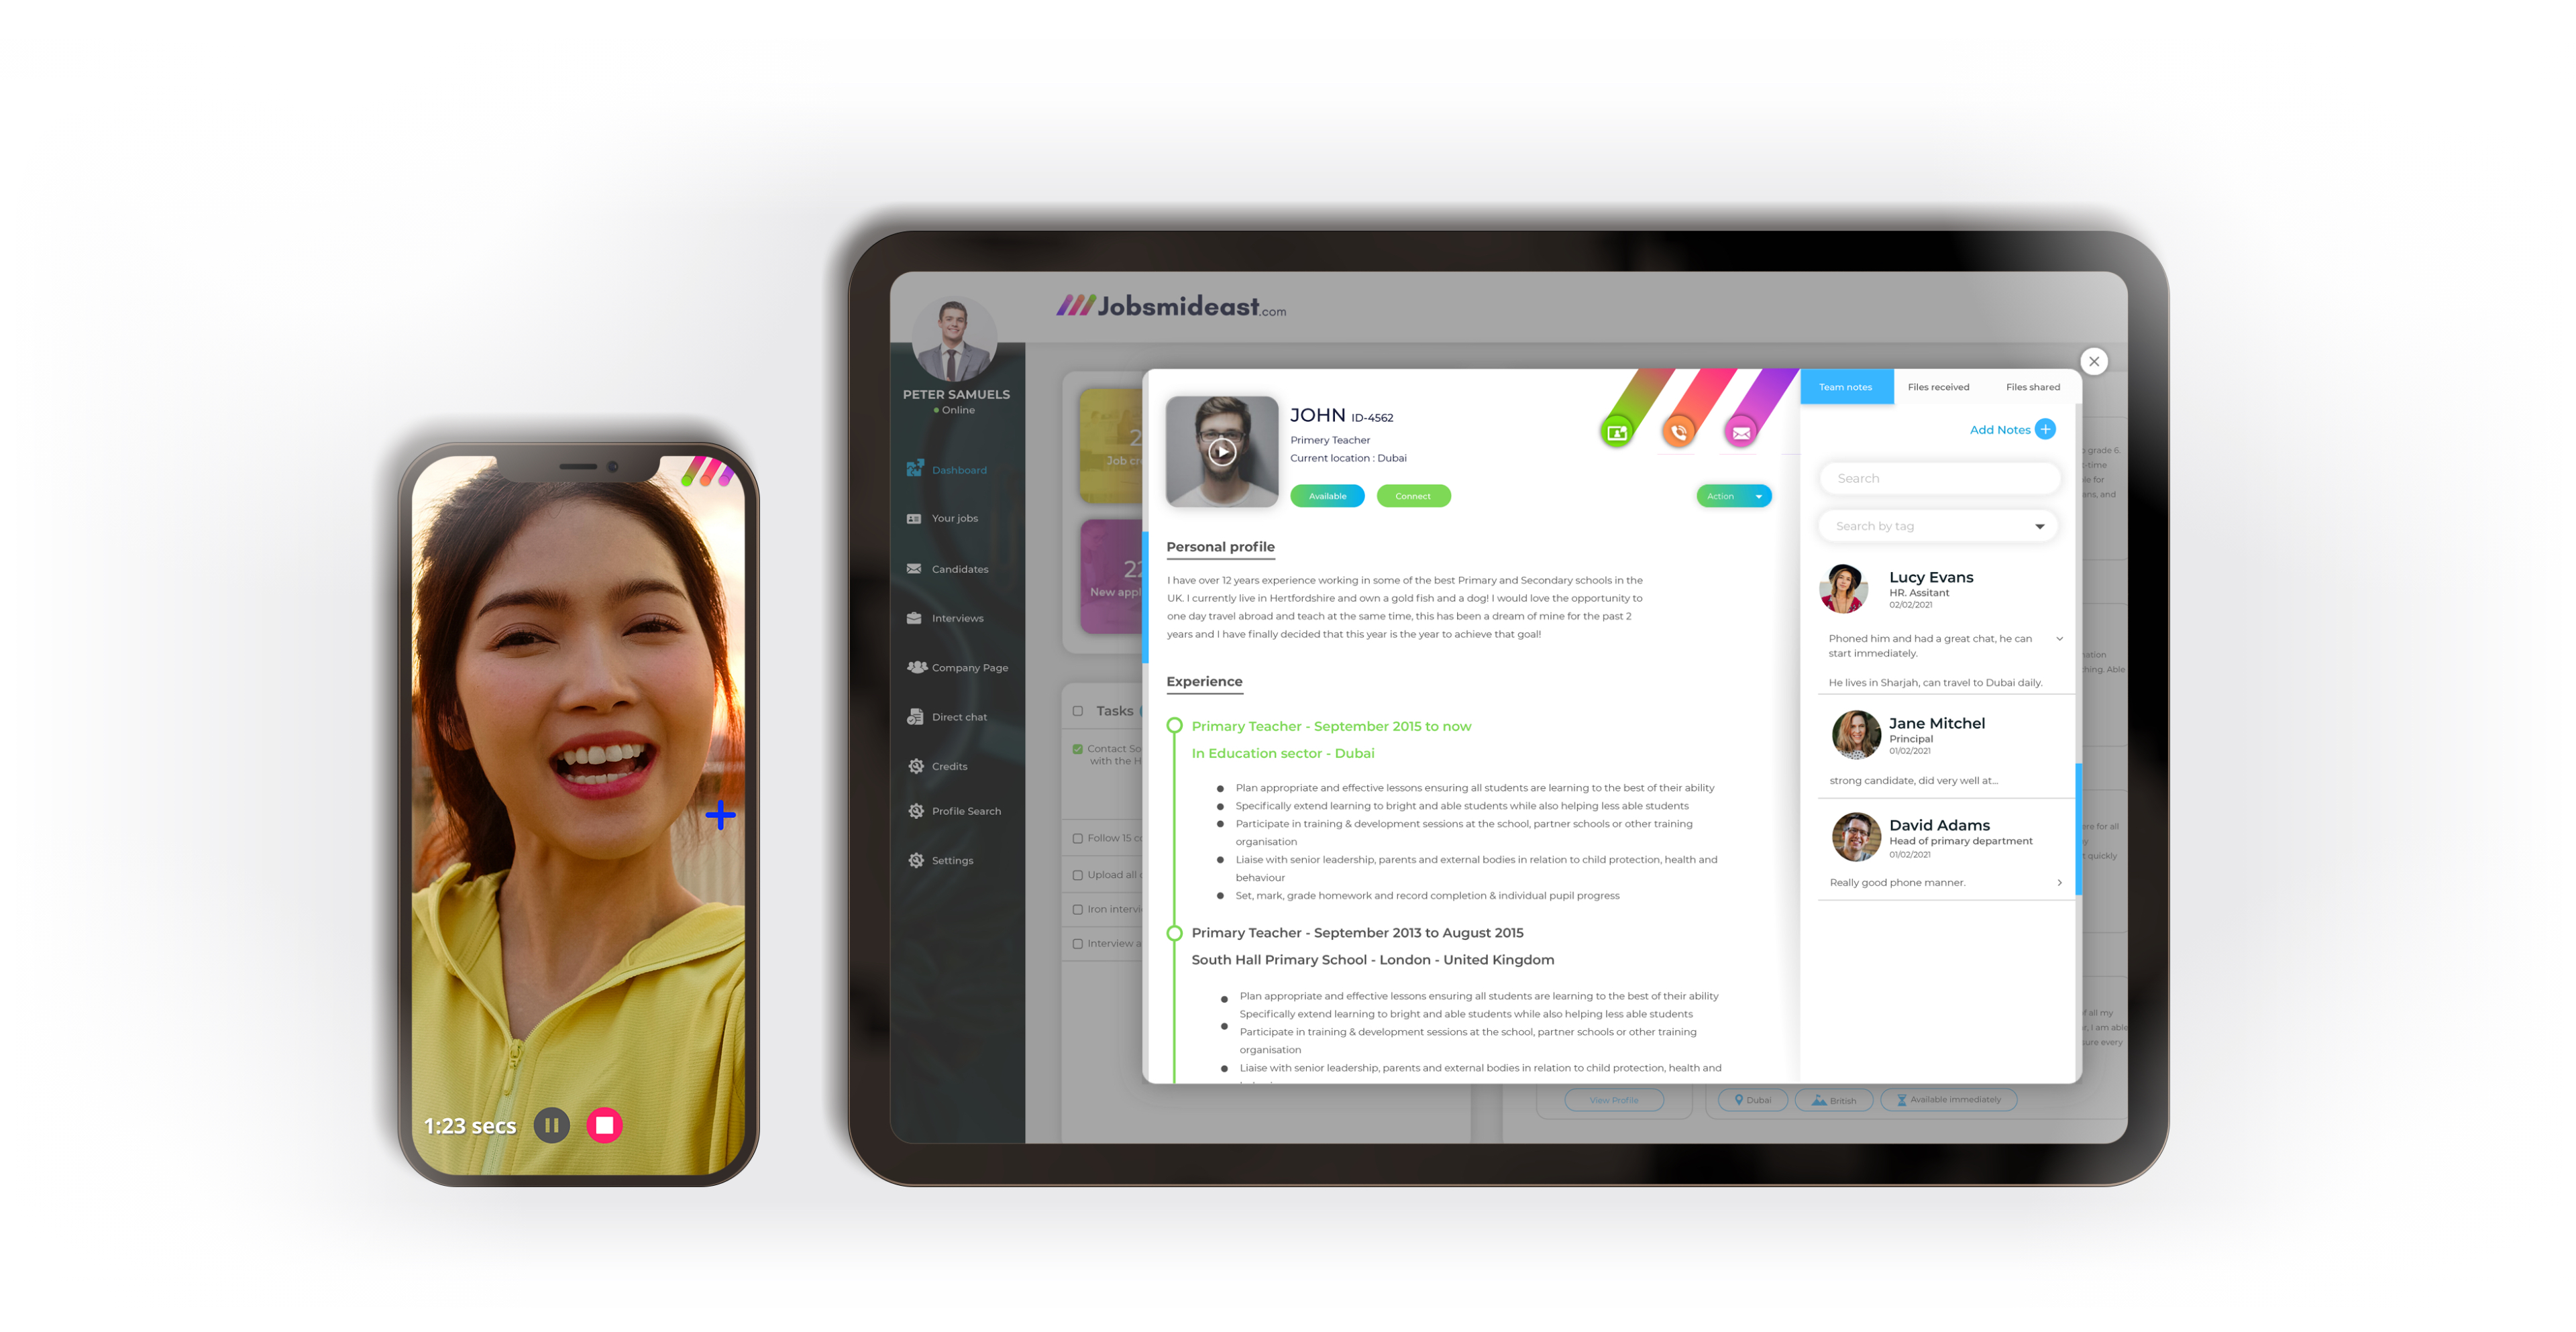 1:23 secs
Jobsmideast.com
PETER SAMUELS
Online
Dashboard
Your jobs
Candidates
Interviews
Company Page
Direct chat
Credits
Profile Search
Settings
Job
22
New
Tasks
Contact
with the
Follow 15
Upload all
Iron
Interview
JOHN ID-4562
Primery Teacher
Current location : Dubai
Available
Connect
Action
Personal profile
I have over 12 years experience working in some of the best Primary and Secondary schools in the
UK. I currently live in Hertfordshire and own a gold fish and a dog! I would love the opportunity to
one day travel abroad and teach at the same time, this has been a dream of mine for the past 2
years and I have finally decided that this year is the year to achieve that goal!
Experience
Primary Teacher - September 2015 to now
In Education sector - Dubai
Plan appropriate and effective lessons ensuring all students are learning to the best of their ability
Specifically extend learning to bright and able students while also helping less able students
Participate in training & development sessions at the school, partner schools or other training
organisation
Liaise with senior leadership, parents and external bodies in relation to child protection, health and
behaviour
Set, mark, grade homework and record completion & individual pupil progress
Primary Teacher - September 2013 to August 2015
South Hall Primary School - London - United Kingdom
Plan appropriate and effective lessons ensuring all students are learning to the best of their ability
Specifically extend learning to bright and able students while also helping less able students
Participate in training & development sessions at the school, partner schools or other training
organisation
Liaise with senior leadership, parents and external bodies in relation to child protection, health and
Team notes
Files received
Files shared
Add Notes
Search
Search by tag
Lucy Evans
HR. Assitant
02/02/2021
Phoned him and had a great chat, he can
start immediately.
He lives in Sharjah, can travel to Dubai daily.
Jane Mitchel
Principal
01/02/2021
strong candidate, did very well at...
David Adams
Head of primary department
01/02/2021
Really good phone manner.
grade 6.
-time
for
and
Able
for all
quickly
all my
I am able
every
View Profile
Dubai
British
Available immediately